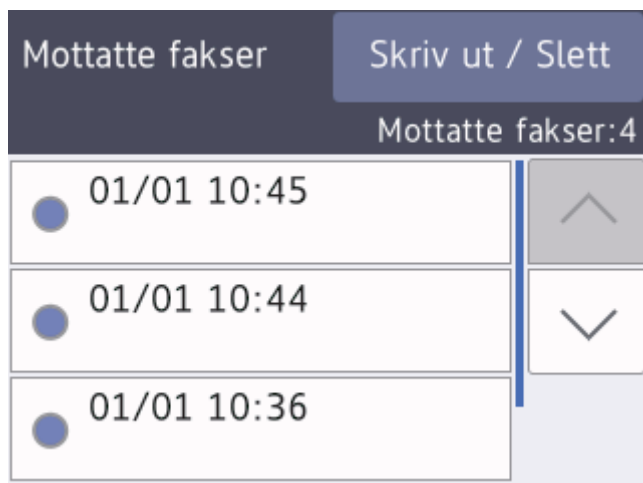 Mottatte fakser
Skriv ut / Slett
Mottatte fakser:4
01/01 10:45
01/01 10:44
01/01 10:36